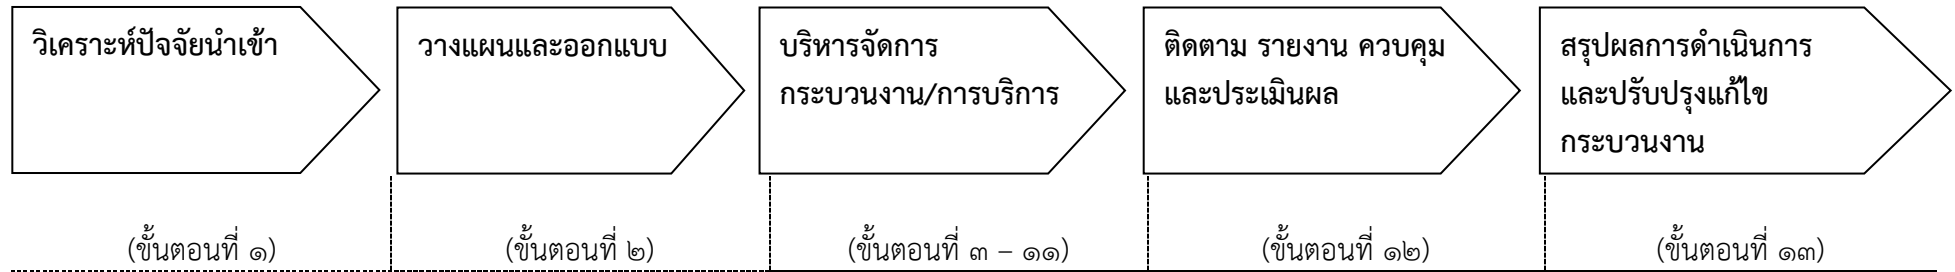 วิเคราะห์ปัจจัยนำเข้า
วางแผนและออกแบบ
บริหารจัดการ
กระบวนงาน/การบริการ
ติดตาม รายงาน ควบคุม
และประเมินผล
สรุปผลการดำเนินการ
และปรับปรุงแก้ไข
กระบวนงาน
(ขั้นตอนที่ ๑)
(ขั้นตอนที่ ๒)
(ขั้นตอนที่ ๓ – ๑๑)
(ขั้นตอนที่ ๑๒)
(ขั้นตอนที่ ๑๓)